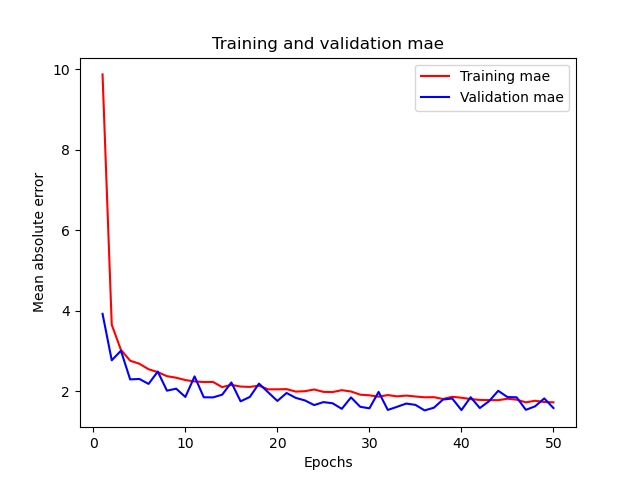 Training and validation mae
Training mae
Validation mae
Mean absolute error
10
8
6
4
2
0
10
20
30
40
50
Epochs